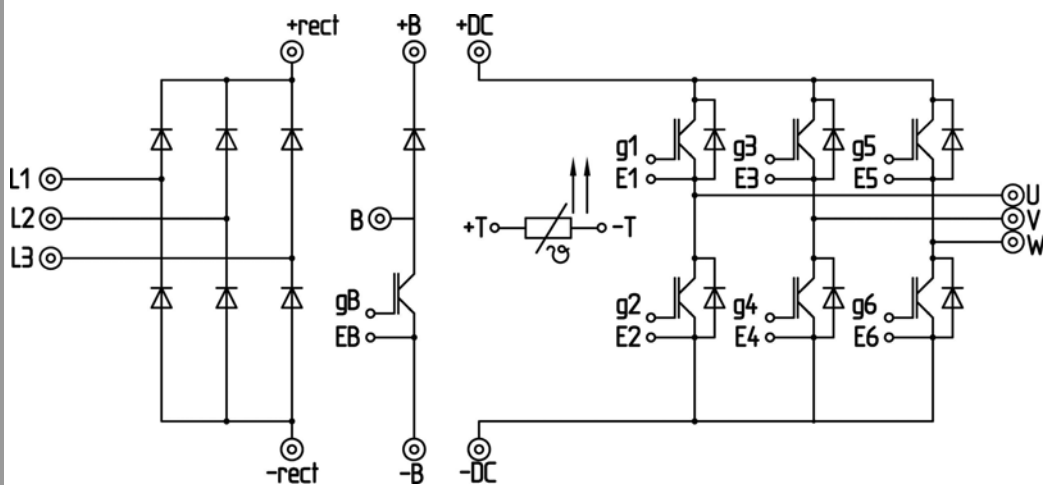 +rect +B +DC
g1 g3 g5
L1 E1 E3 E5
U
L2 B +T -T V
ϑ W
L3
gB g2 g4 g6
EB E2 E4 E6
-rect -B -DC